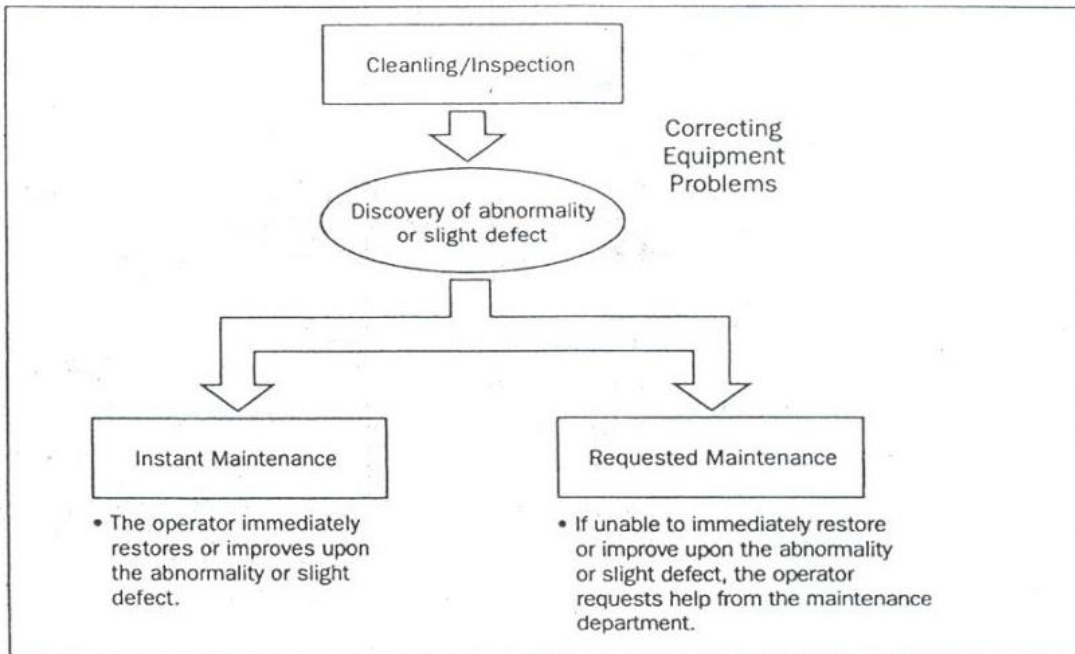 Cleanling/Inspection
Correcting
Equipment
Problems
Discovery of abnormality
or slight defect
Instant Maintenance
• The operator immediately
restores or improves upon
the abnormality or slight
defect.
Requested Maintenance
• If unable to immediately restore
or improve upon the abnormality
or slight defect, the operator
requests help from the maintenance
department.